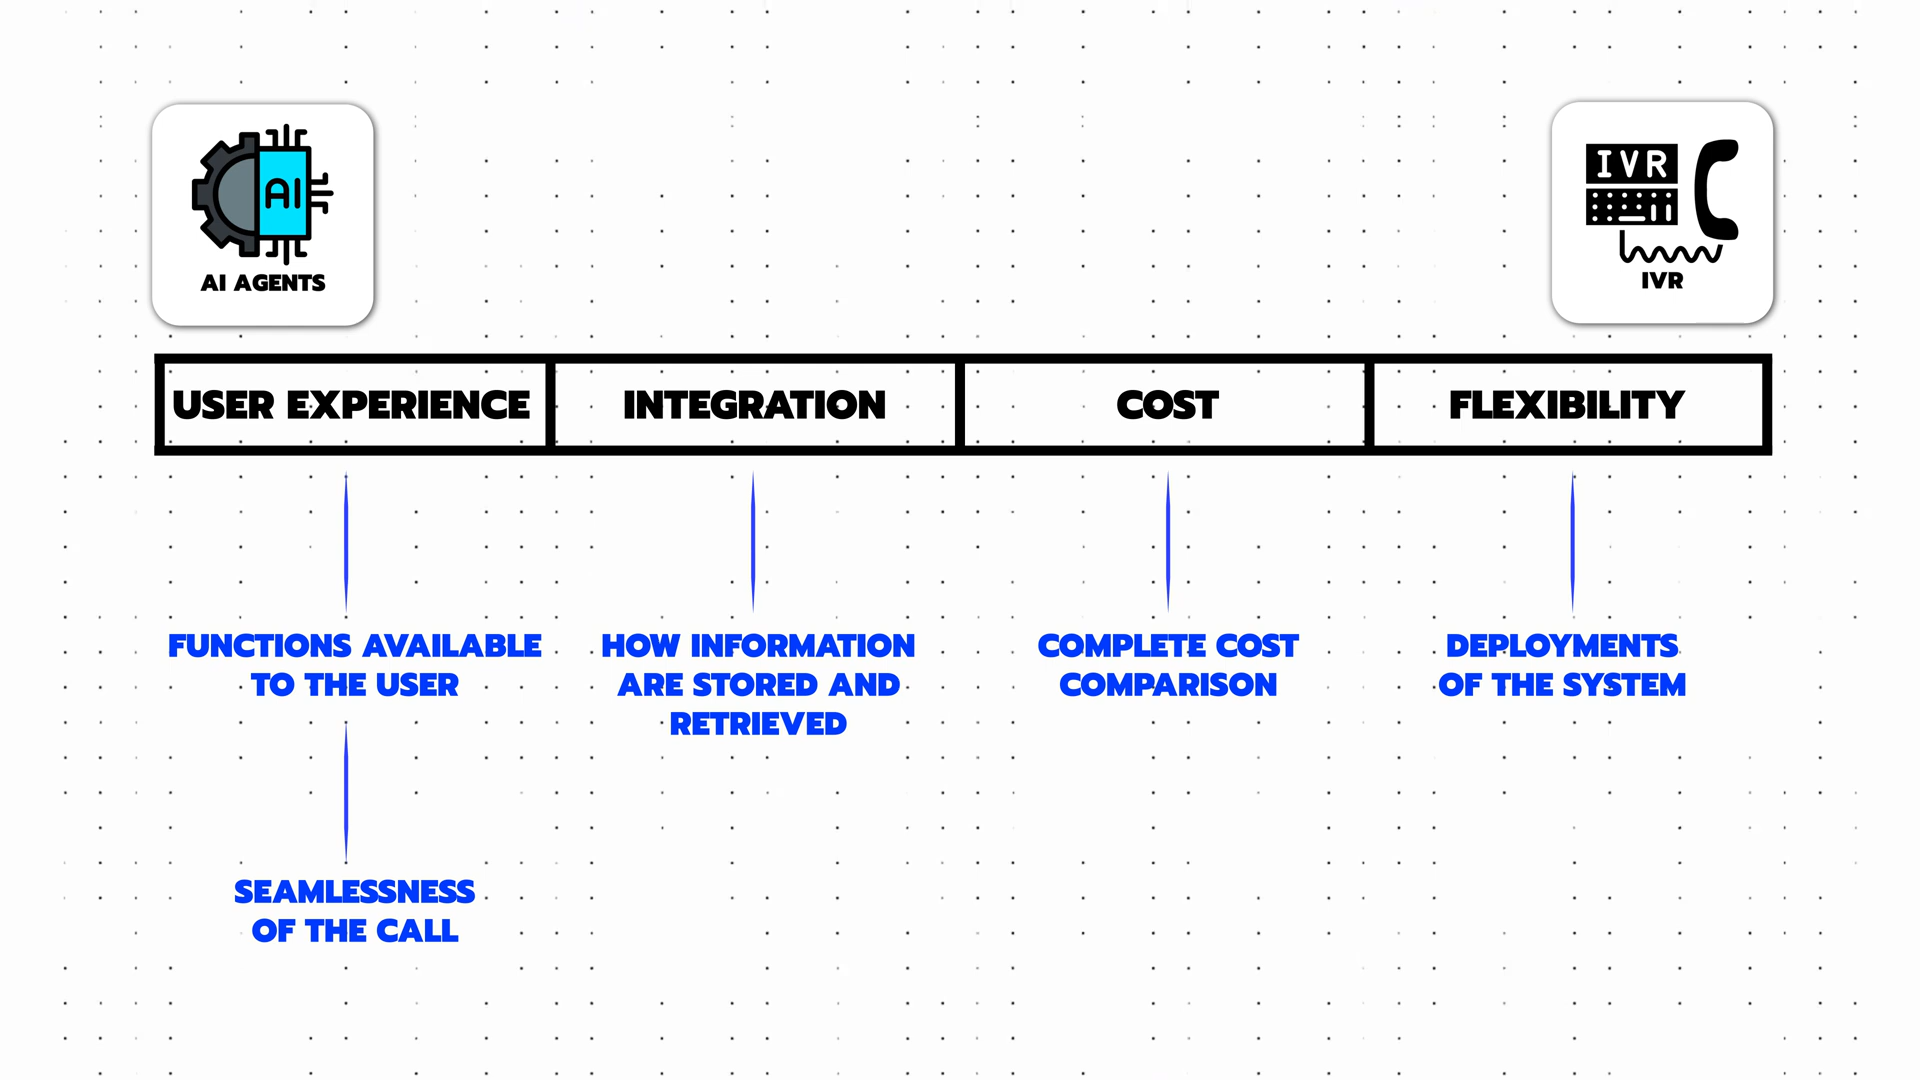 AI
AI AGENTS
IVR
IVR
USER EXPERIENCE
INTEGRATION
COST
FLEXIBILITY
FUNCTIONS AVAILABLE
TO THE USER
HOW INFORMATION
ARE STORED AND
RETRIEVED
COMPLETE COST
COMPARISON
DEPLOYMENTS
OF THE SYSTEM
SEAMLESSNESS
OF THE CALL